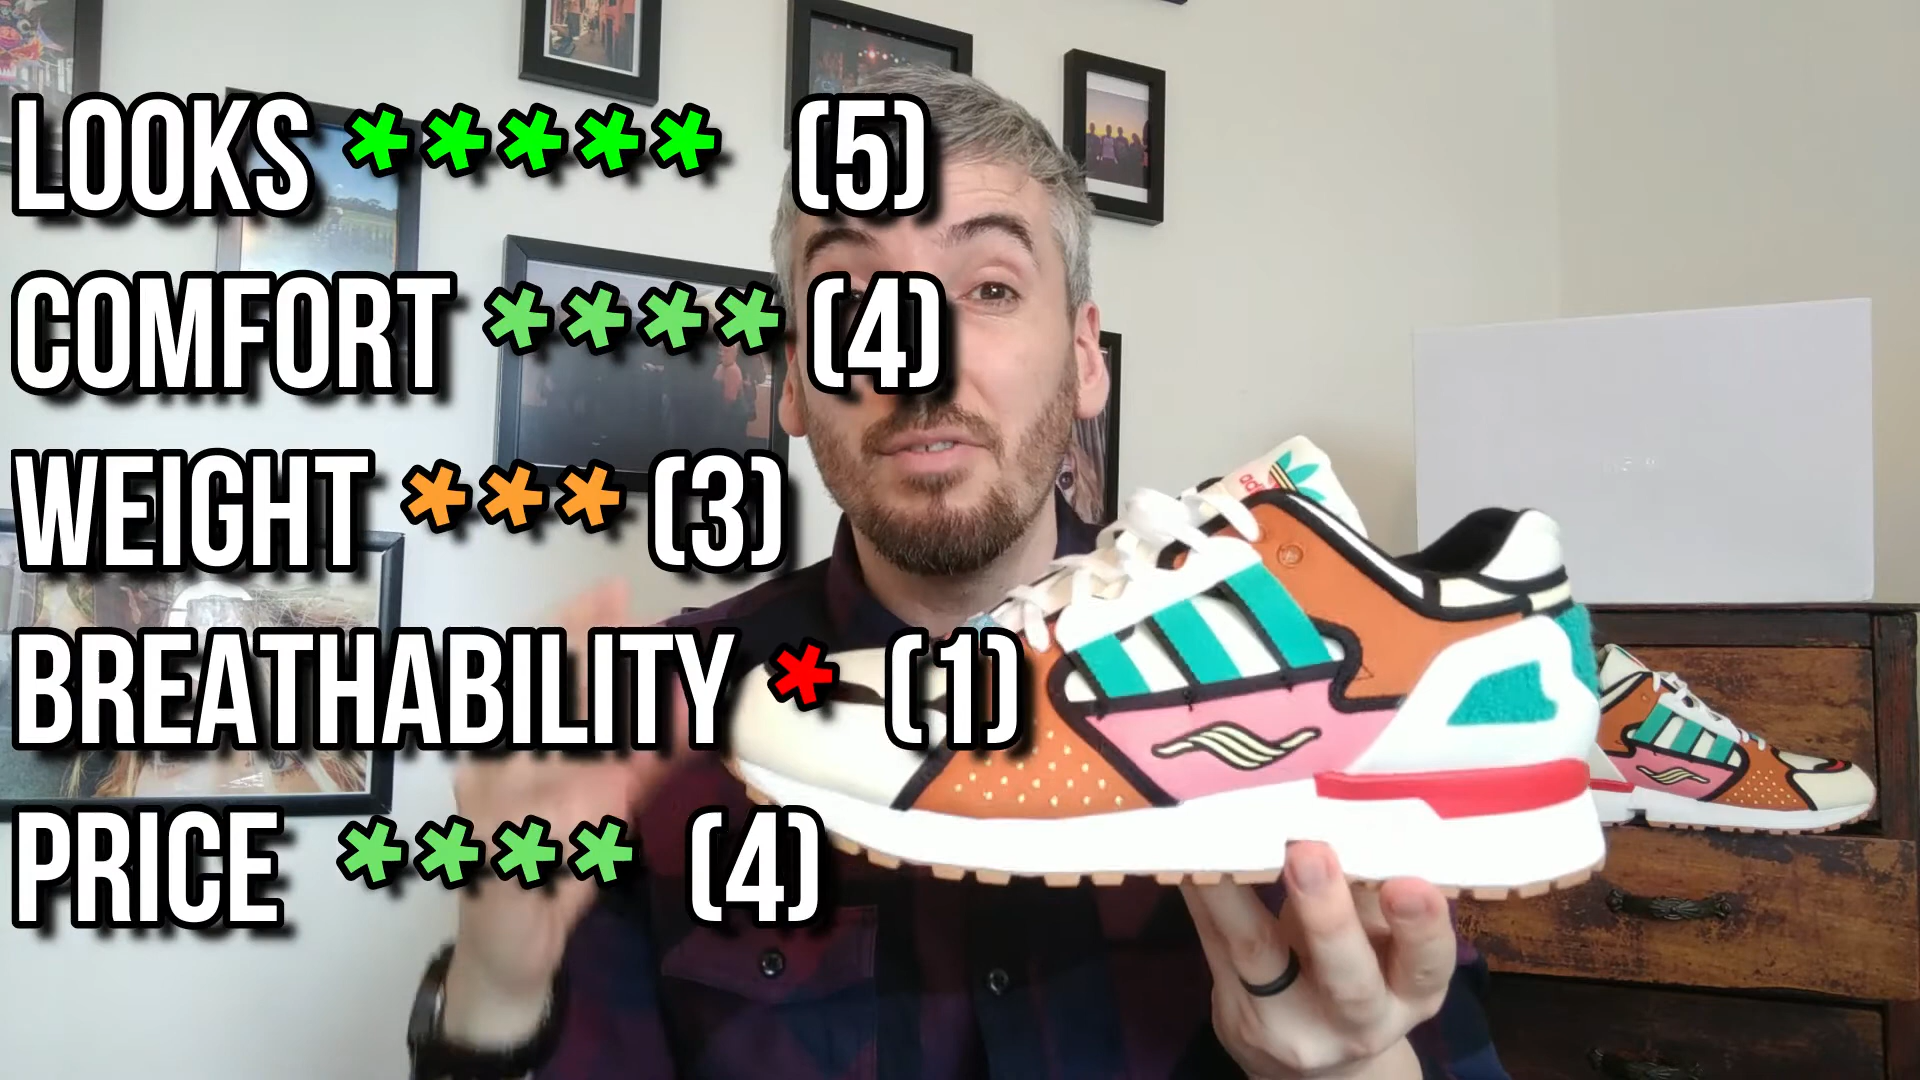 LOOKS ***** (5)
COMFORT **** (4)
WEIGHT *** (3)
BREATHABILITY * (1)
PRICE **** (4)